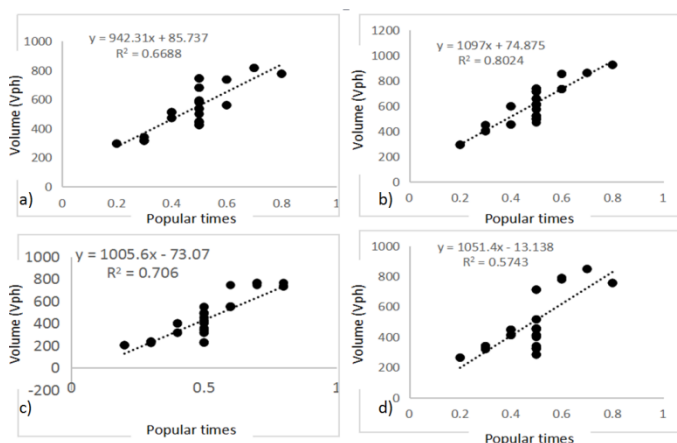 y = 942.31x + 85.737
R² = 0.6688
Volume (Vph)
1000
800
600
400
200
0
0
0.2
0.4
0.6
0.8
1
a)
Popular times
y = 1097x + 74.875
R² = 0.8024
Volume (Vph)
1200
1000
800
600
400
200
0
0
0.2
0.4
0.6
0.8
1
b)
Popular times
y = 1005.6x - 73.07
R² = 0.706
Volume (Vph)
1000
800
600
400
200
0
-200
0
0.5
1
c)
Popular times
y = 1051.4x - 13.138
R² = 0.5743
Volume (Vph)
1000
800
600
400
200
0
0
0.2
0.4
0.6
0.8
1
d)
Popular times